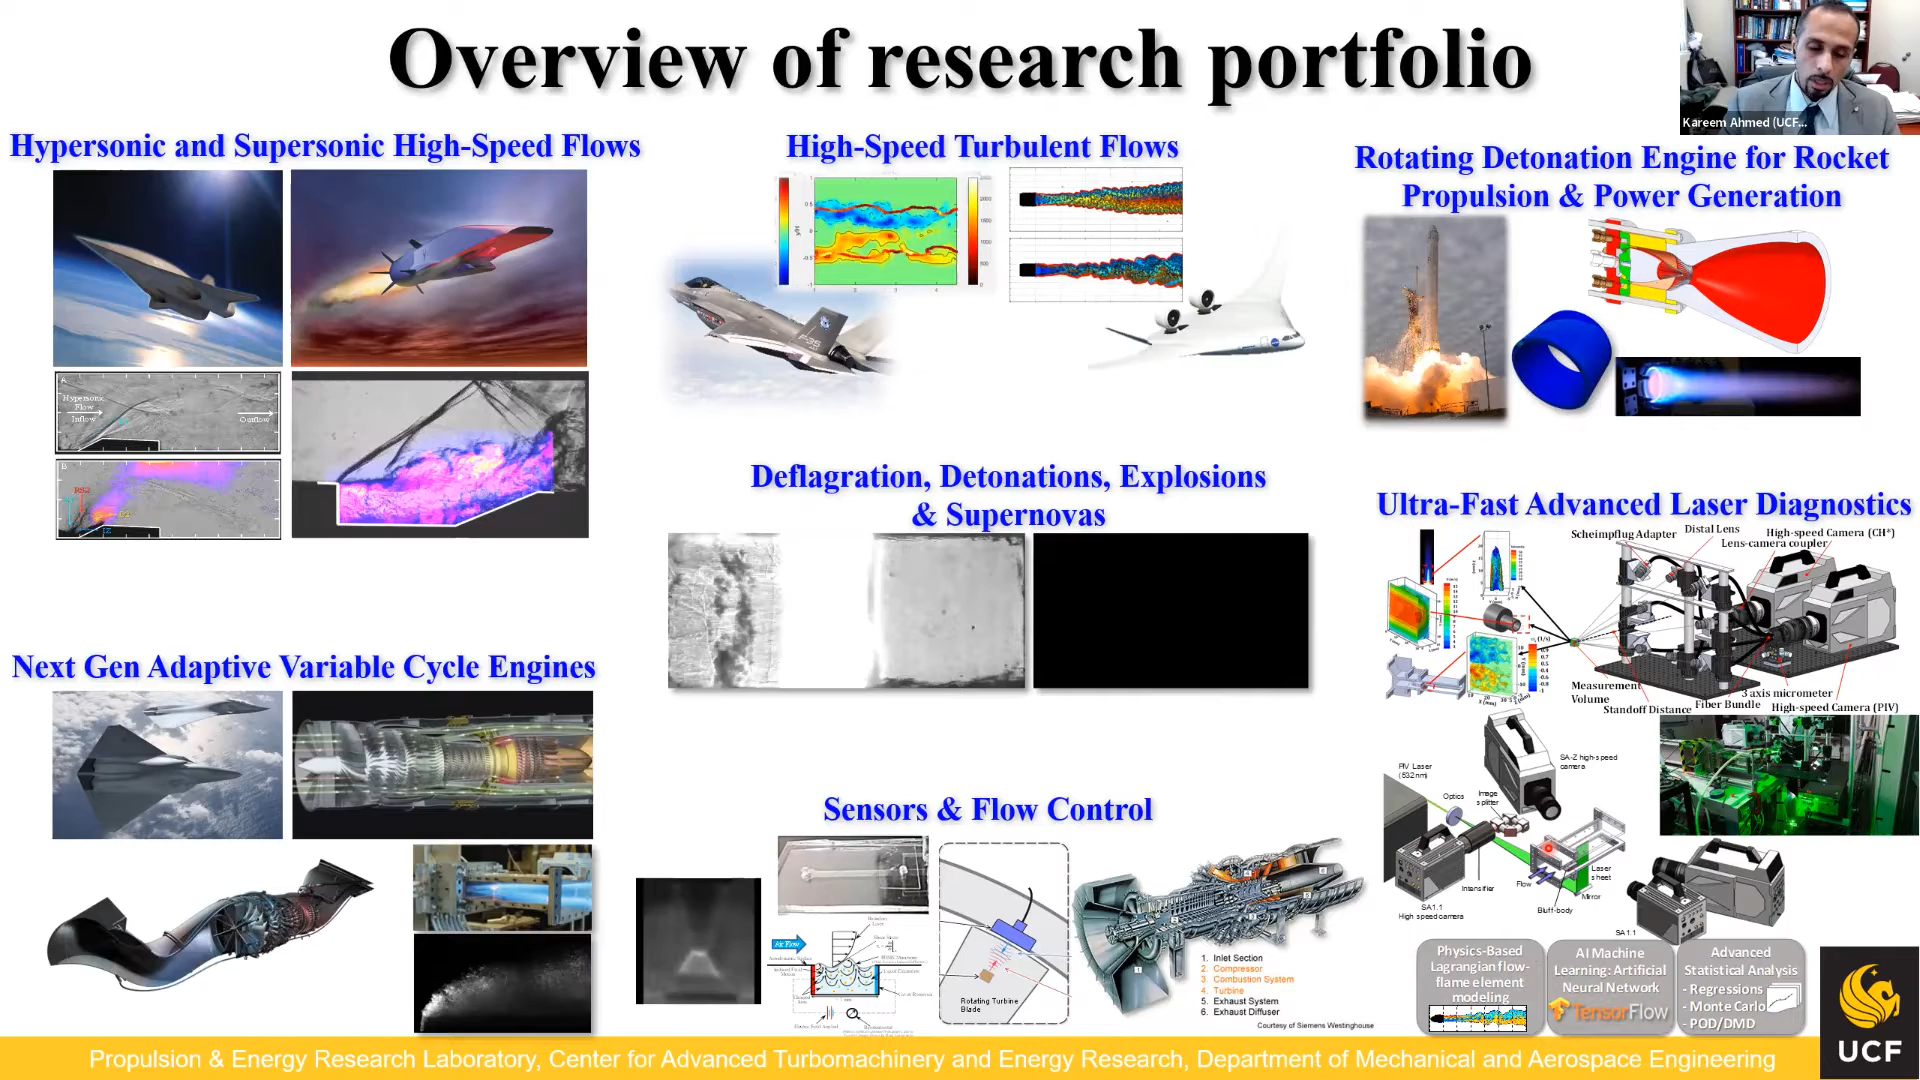 Overview of research portfolio
Kareem Ahmed (UCF...
Hypersonic and Supersonic High-Speed Flows
A
Hypersonic
Flow
Inflow
Outflow
B
High-Speed Turbulent Flows
F-35
Rotating Detonation Engine for Rocket
Propulsion & Power Generation
Deflagration, Detonations, Explosions
& Supernovas
Ultra-Fast Advanced Laser Diagnostics
Scheimpflug Adapter
Distal Lens
Lens-camera coupler
High-speed Camera (CH*)
Measurement
Volume
Standoff Distance
Fiber Bundle
3 axis micrometer
High-speed Camera (PIV)
Next Gen Adaptive Variable Cycle Engines
Sensors & Flow Control
Air Flow
Rotating Turbine
Blade
1. Inlet Section
2. Compressor
3. Combustion System
4. Turbine
5. Exhaust System
6. Exhaust Diffuser
Courtesy of Siemens Westinghouse
PIV Laser
(532nm)
Optics
Image
splitter
SA-Z high-speed
camera
Intensifier
SA1.1
High speed camera
Flow
Bluff-body
Laser
sheet
Mirror
SA1.1
Physics-Based
Lagrangian flow-
flame element
modeling
AI Machine
Learning: Artificial
Neural Network
TensorFlow
Advanced
Statistical Analysis
- Regressions
- Monte Carlo
- POD/DMD
UCF
Propulsion & Energy Research Laboratory, Center for Advanced Turbomachinery and Energy Research, Department of Mechanical and Aerospace Engineering